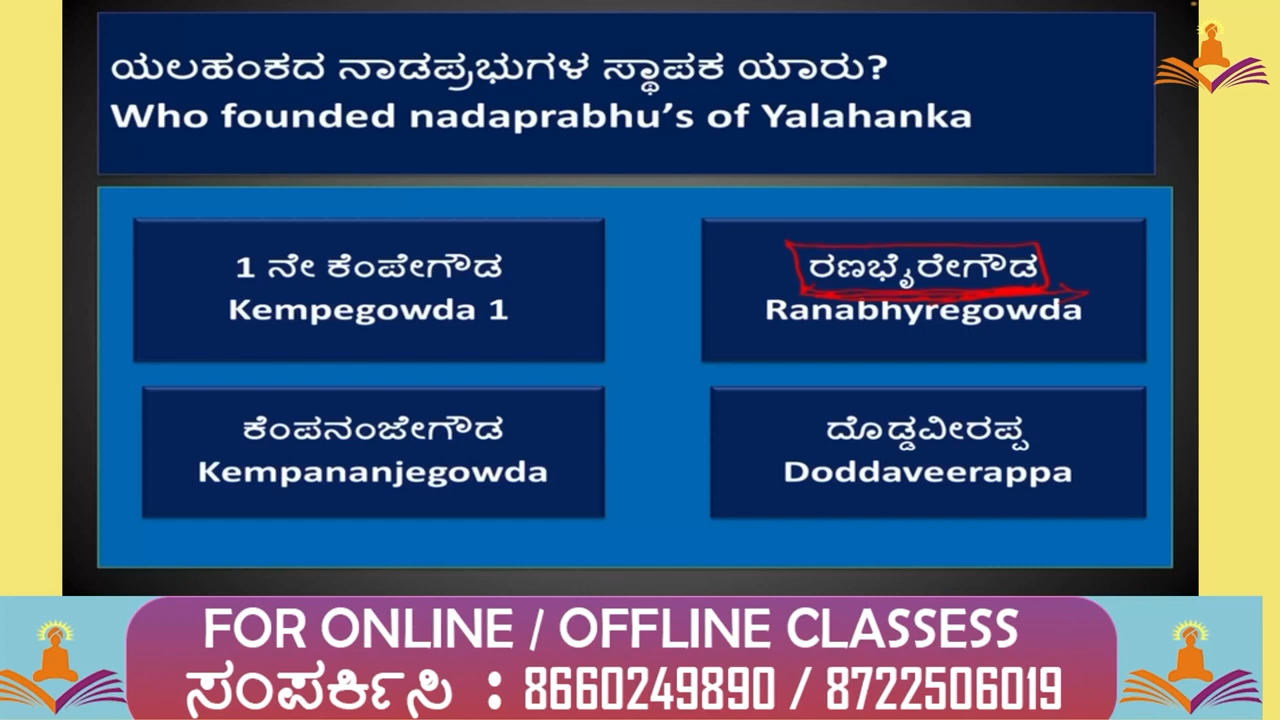 ಯಲಹಂಕದ ನಾಡಪ್ರಭುಗಳ ಸ್ಥಾಪಕ ಯಾರು?
Who founded nadaprabhu’s of Yalahanka
1 ನೇ ಕೆಂಪೇಗೌಡ
Kempegowda 1
ರಣಭೈರೇಗೌಡ
Ranabhyregowda
ಕೆಂಪನಂಜೇಗೌಡ
Kempananjegowda
ದೊಡ್ಡವೀರಪ್ಪ
Doddaveerappa
FOR ONLINE / OFFLINE CLASSESS
ಸಂಪರ್ಕಿಸಿ : 8660249890 / 8722506019